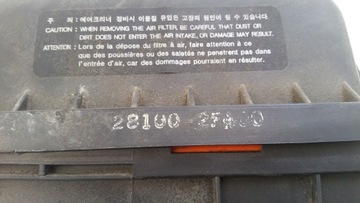 주의 : 에어크리너 정비시 이물질 유입은 고장의 원인이 될 수 있습니다
CAUTION : WHEN REMOVING THE AIR FILTER, BE CAREFUL THAT DUST OR
DIRT DOES NOT ENTER THE AIR INTAKE, OR DAMAGE MAY RESULT.
ATTENTION : Lors de la dépose du filtre à air, faire attention à ce
que des poussières ou des saletés ne penetrent pas dans
l'entrée d'air, car des dommages pourraient en résulter.
28100